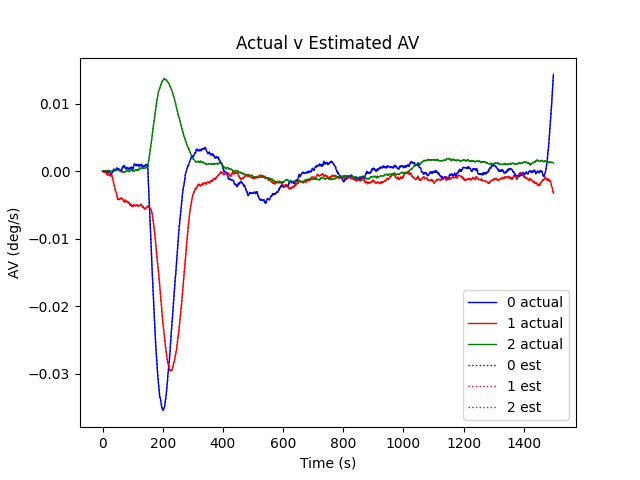 Actual v Estimated AV
AV (deg/s)
0.01
0.00
−0.01
−0.02
−0.03
0 200 400 600 800 1000 1200 1400
Time (s)
0 actual
1 actual
2 actual
0 est
1 est
2 est